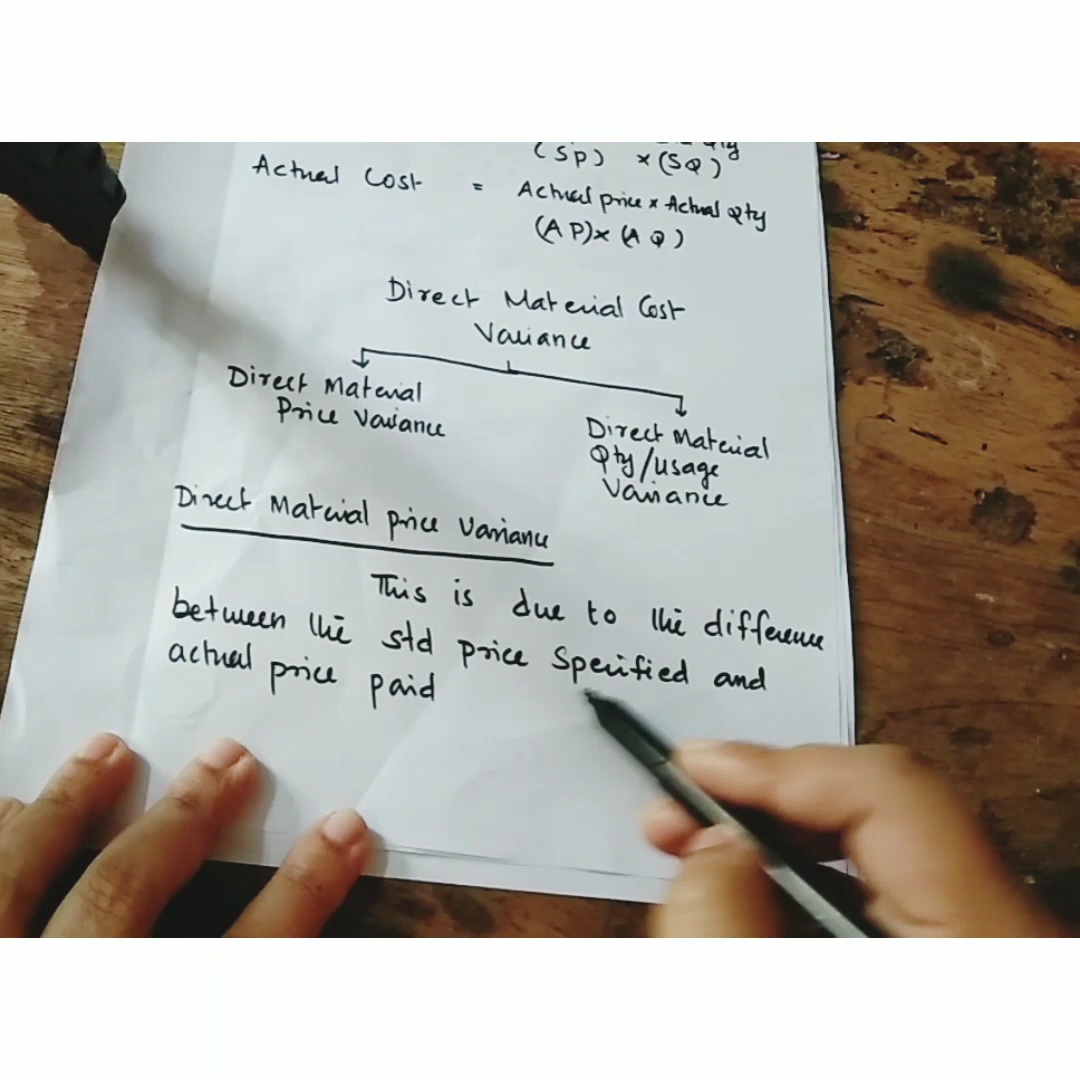 (SP) × (SQ)
Actual Cost = Actual price × Actual Qty
(AP)× (AQ)
Direct Material Cost
Variance
Direct Material
Price Variance
Direct Material
Qty/usage
Variance
Direct Material price Variance
This is due to the difference
between the std price Specified and
actual price paid